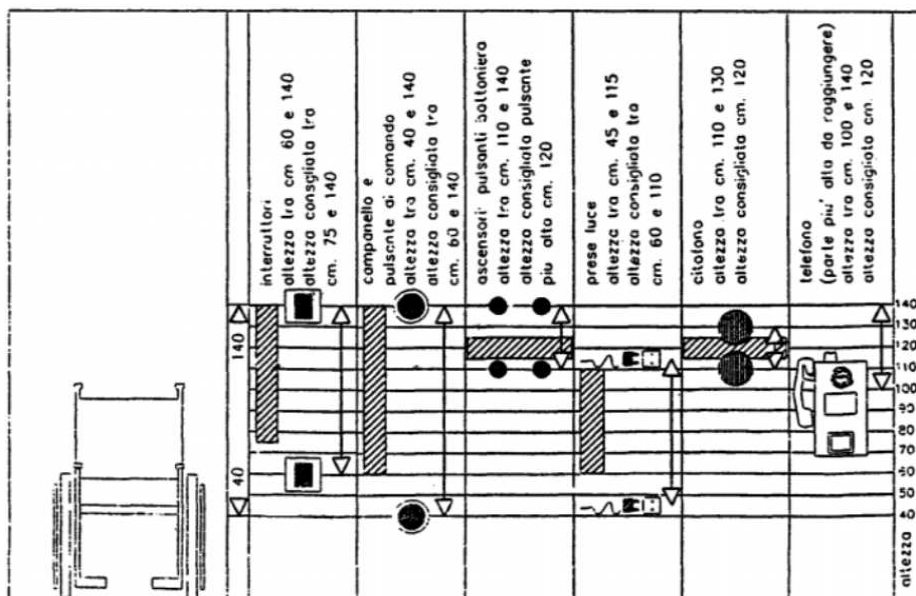 interruttori
altezza tra cm 60 e 140
altezza consgliata tra
cm. 75 e 140
campanello e
pulsante di comando
altezza tra cm. 40 e 140
altezza consigliata tra
cm. 60 e 140
ascensori pulsanti bottoniera
altezza tra cm. 110 e 140
altezza consigliata pulsante
piu alto cm. 120
prese luce
altezza tra cm. 45 e 115
altezza consigliata tra
cm. 60 e 110
citofono
altezza tra cm. 110 e 130
altezza consigliata cm. 120
telefono
(parte piu' alta da raggiungere)
altezza tra cm. 100 e 140
altezza consigliata cm. 120
140
40
140
130
120
110
100
90
80
70
60
50
40
altezza